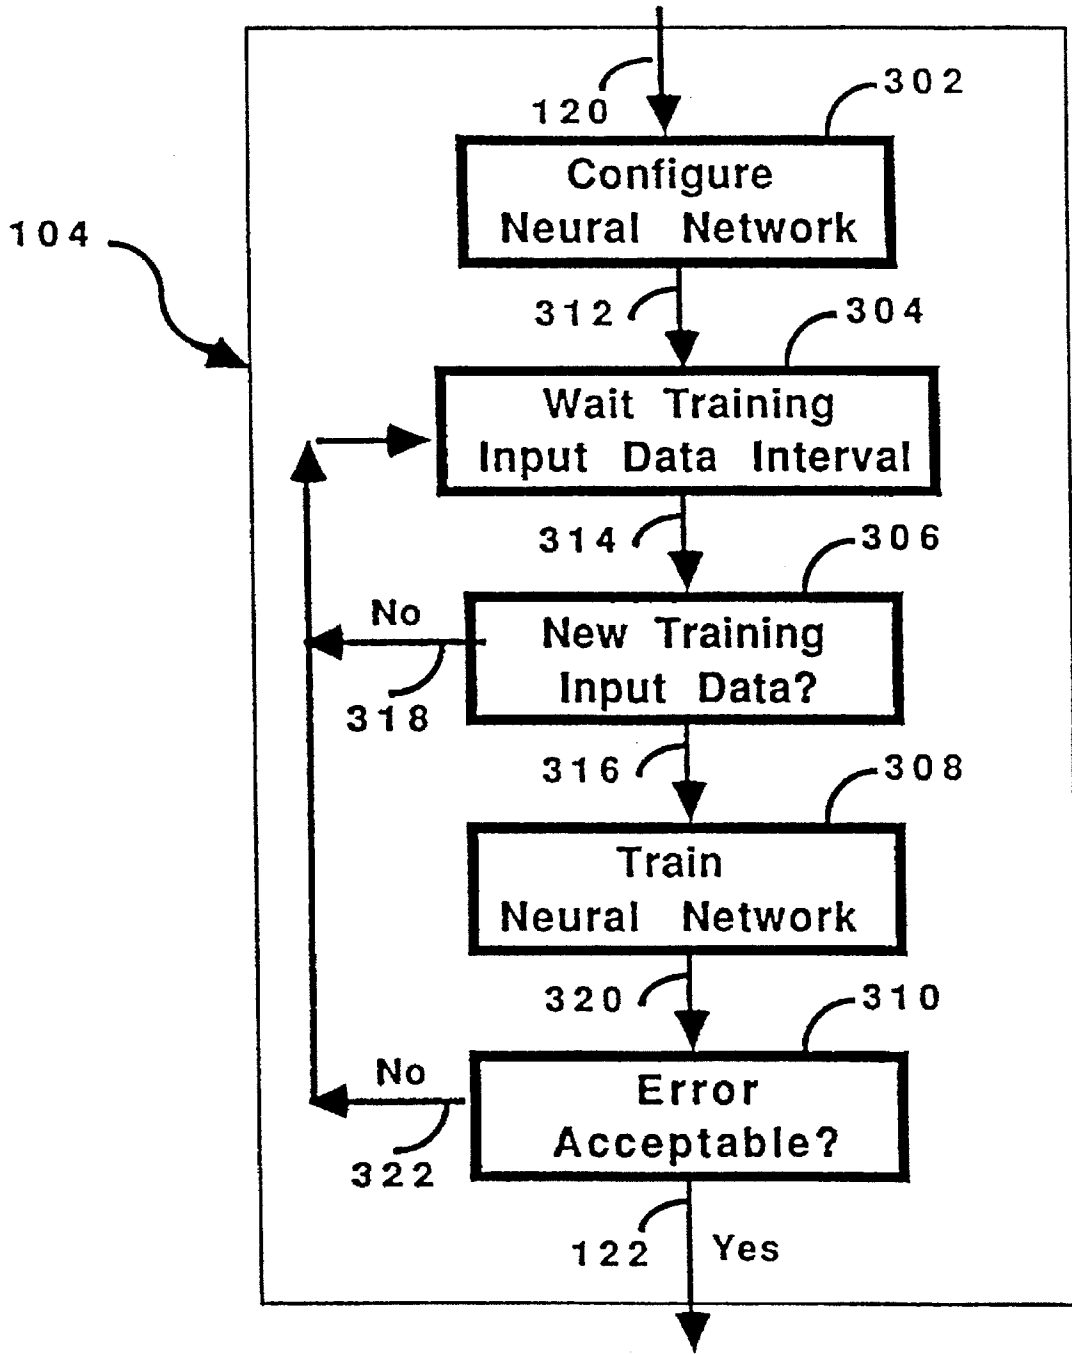 302
120
Configure
Neural Network
104
312
304
Wait Training
Input Data Interval
314
306
No
New Training
Input Data?
318
316
308
Train
Neural Network
320
310
No
Error
Acceptable?
322
122
Yes